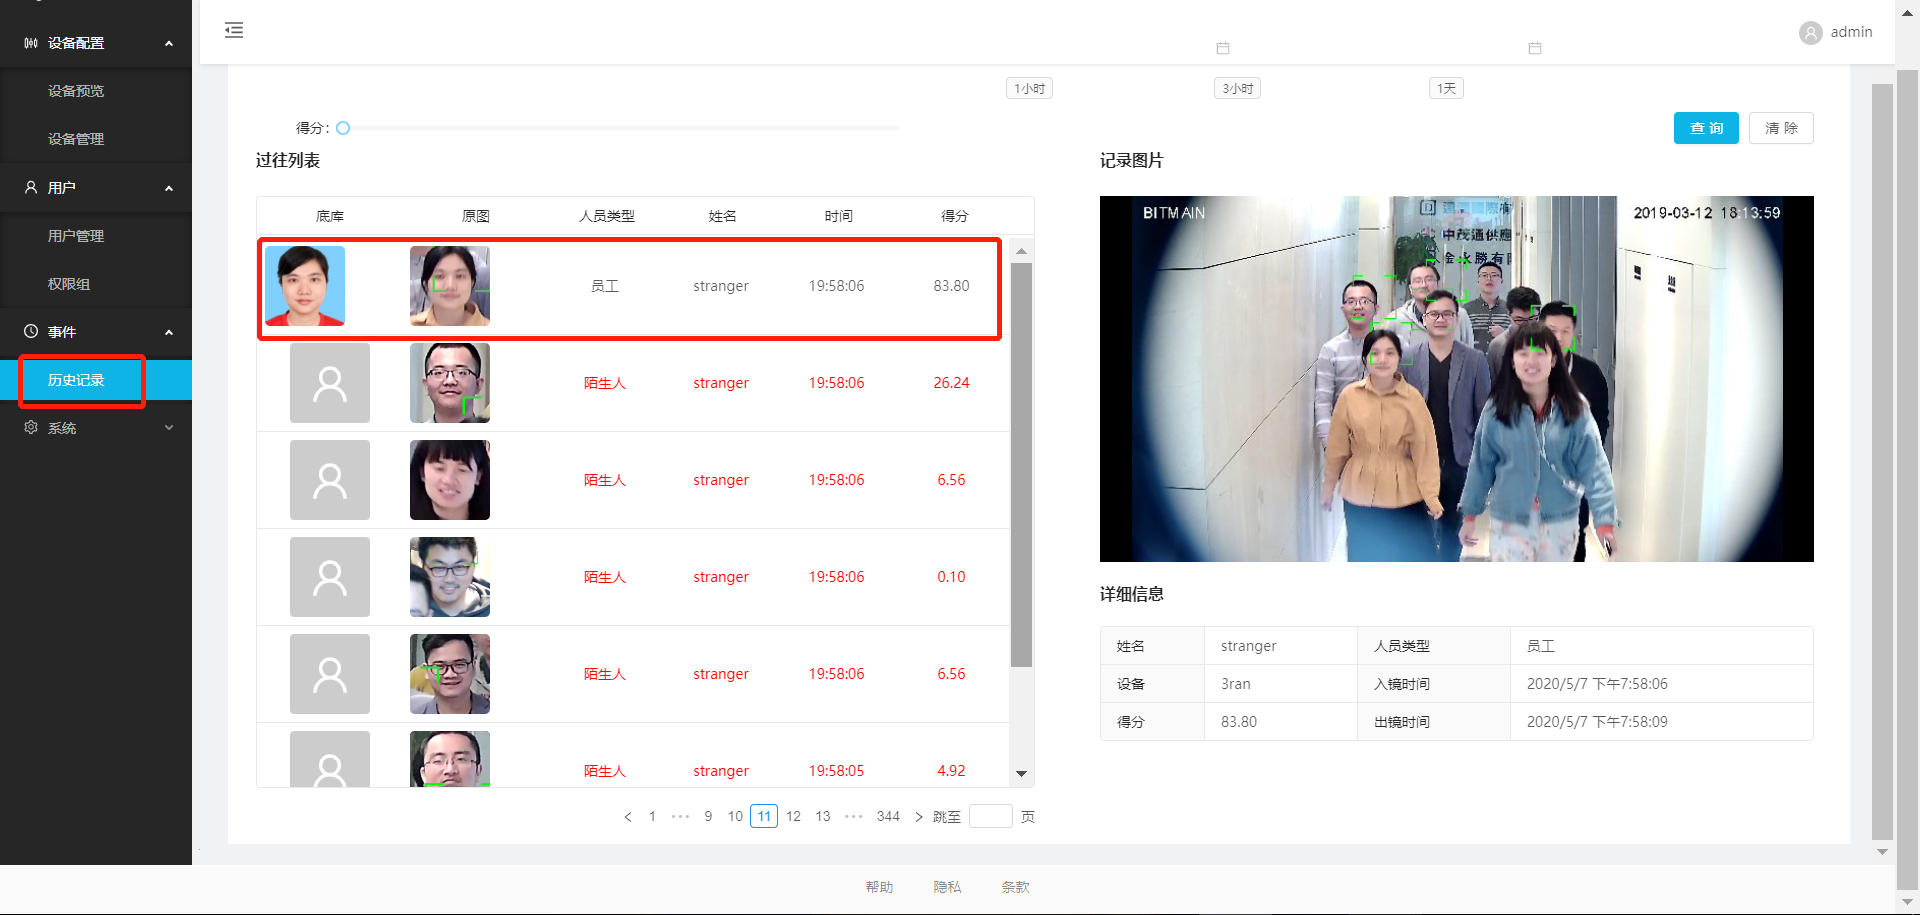 设备配置
设备预览
设备管理
用户
用户管理
权限组
事件
历史记录
系统
admin
1小时
3小时
1天
得分：
查 询
清 除
过往列表
底库
原图
人员类型
姓名
时间
得分
员工
stranger
19:58:06
83.80
陌生人
stranger
19:58:06
26.24
陌生人
stranger
19:58:06
6.56
陌生人
stranger
19:58:06
0.10
陌生人
stranger
19:58:06
6.56
陌生人
stranger
19:58:05
4.92
1
•••
9
10
11
12
13
•••
344
跳至
页
记录图片
BITMAIN
2019-03-12 18:13:59
中茂通供應
金永勝有限
详细信息
姓名
stranger
人员类型
员工
设备
3ran
入镜时间
2020/5/7 下午7:58:06
得分
83.80
出镜时间
2020/5/7 下午7:58:09
帮助
隐私
条款